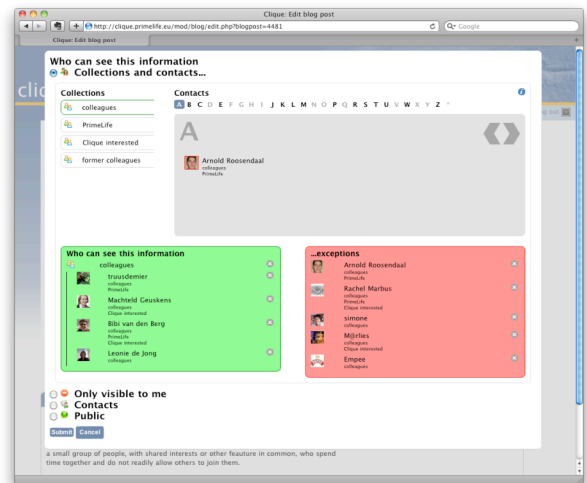 Clique: Edit blog post
http://clique.primelife.eu/mod/blog/edit.php?blogpost=4481
Google
Clique: Edit blog post
Who can see this information
Collections and contacts...
Collections
colleagues
PrimeLife
Clique interested
former colleagues
Contacts
A B C D E F G H I J K L M N O P Q R S T U V W X Y Z *
A
Arnold Roosendaal
colleagues
PrimeLife
Who can see this information
colleagues
truusdemier
colleagues
PrimeLife
Machteld Geuskens
colleagues
Clique interested
Bibi van den Berg
colleagues
PrimeLife
Clique interested
Leonie de Jong
colleagues
...exceptions
Arnold Roosendaal
colleagues
PrimeLife
Rachel Marbus
colleagues
Clique interested
simone
colleagues
M@rlies
colleagues
Clique interested
Empee
colleagues
Only visible to me
Contacts
Public
Submit Cancel
a small group of people, with shared interests or other feauture in common, who spend
time together and do not readily allow others to join them.
cli
out